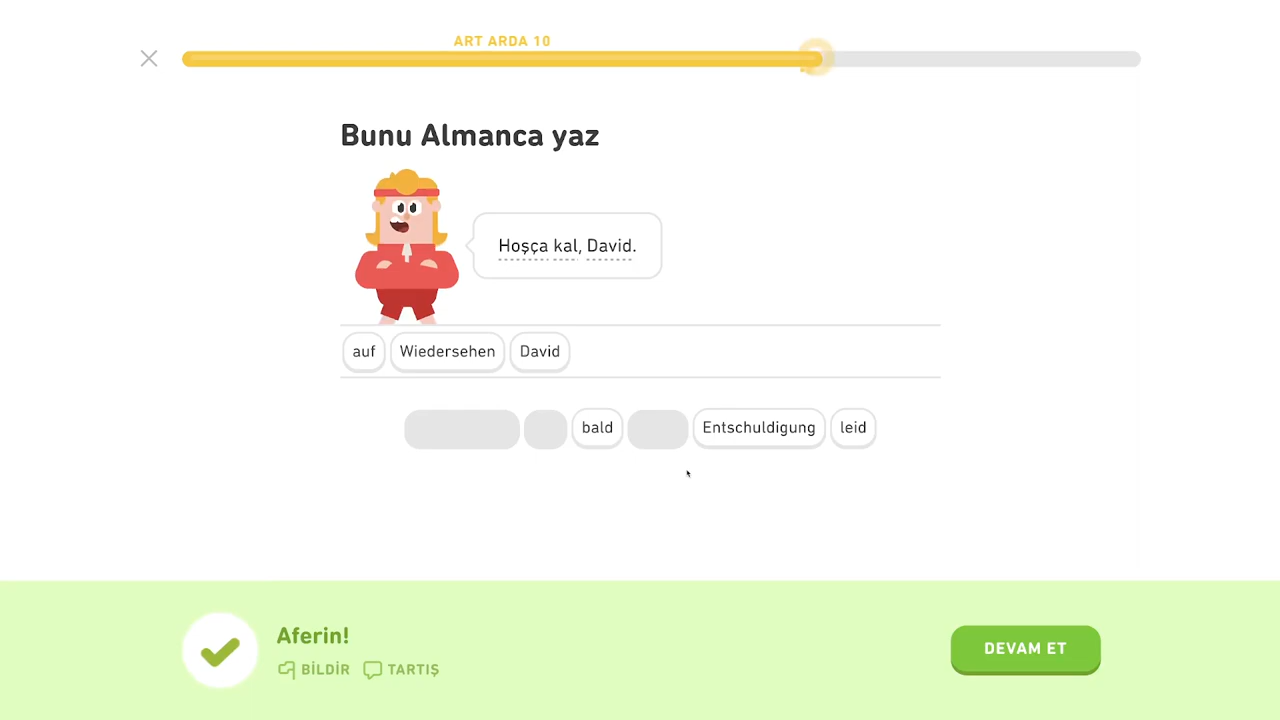 ART ARDA 10
Bunu Almanca yaz
Hoşça kal, David.
auf Wiedersehen David
bald Entschuldigung leid
Aferin!
BİLDİR TARTIŞ
DEVAM ET